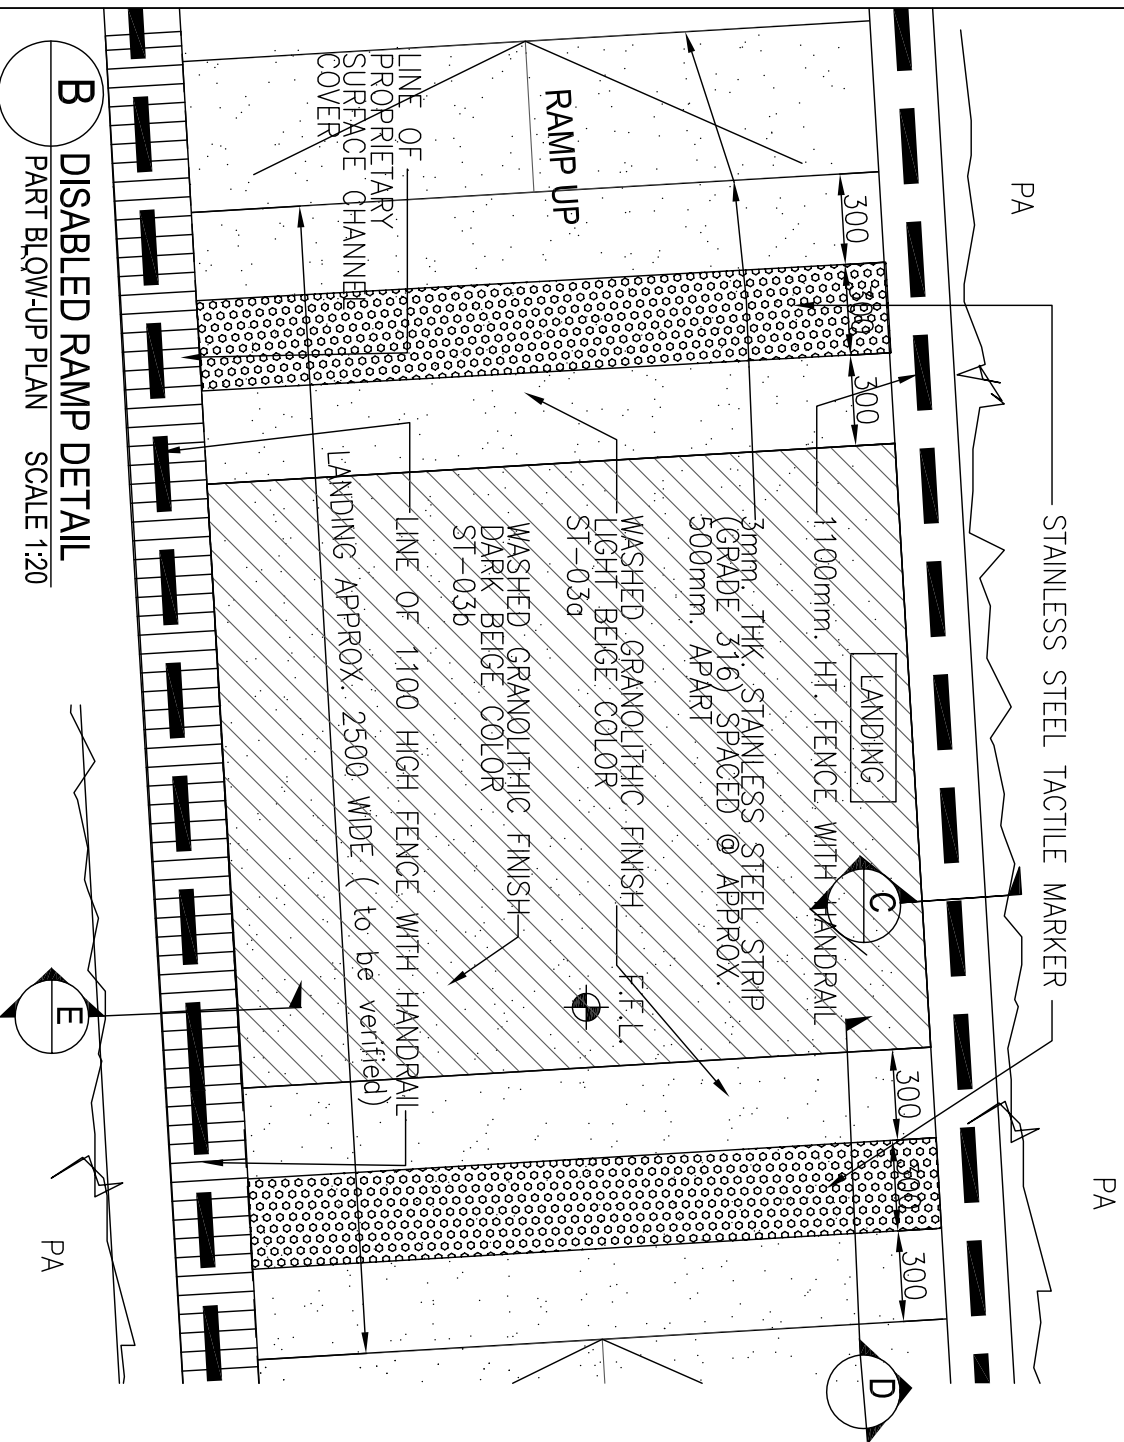 STAINLESS STEEL TACTILE MARKER
PA
PA
300
300
300
300
300
300
LANDING
1100mm. HT. FENCE WITH HANDRAIL
3mm. THK. STAINLESS STEEL STRIP
(GRADE 316) SPACED @ APPROX.
500mm. APART
C
D
RAMP UP
WASHED GRANOLITHIC FINISH
LIGHT BEIGE COLOR
ST-03a
F.F.L.
WASHED GRANOLITHIC FINISH
DARK BEIGE COLOR
ST-03b
LINE OF
PROPRIETARY
SURFACE CHANNEL
COVER
LINE OF 1100 HIGH FENCE WITH HANDRAIL
LANDING APPROX. 2500 WIDE ( to be verified)
E
PA
B
DISABLED RAMP DETAIL
PART BLOW-UP PLAN SCALE 1:20